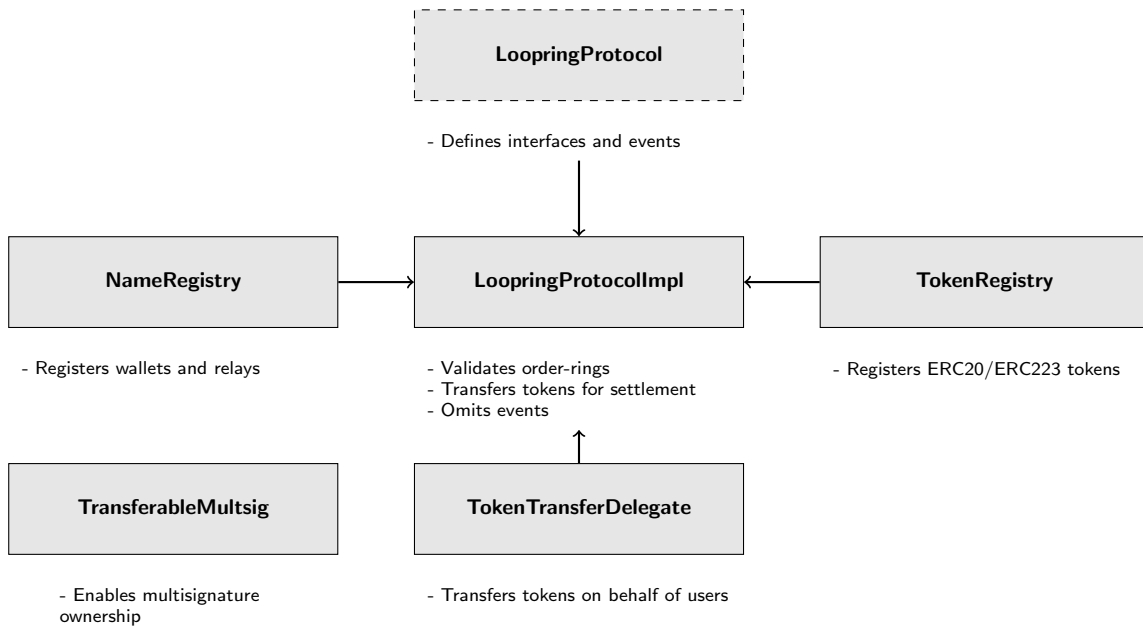 LoopringProtocol
- Defines interfaces and events
NameRegistry
LoopringProtocolImpl
TokenRegistry
- Registers wallets and relays
- Validates order-rings
- Transfers tokens for settlement
- Omits events
- Registers ERC20/ERC223 tokens
TransferableMultsig
TokenTransferDelegate
- Enables multisignature
ownership
- Transfers tokens on behalf of users